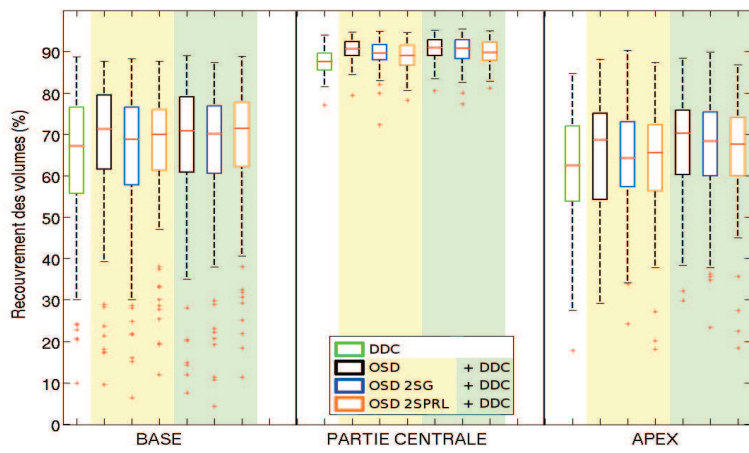 Recouvrement des volumes (%)
90
80
70
60
50
40
30
20
10
0
DDC
OSD + DDC
OSD 2SG + DDC
OSD 2SPRL + DDC
BASE PARTIE CENTRALE APEX